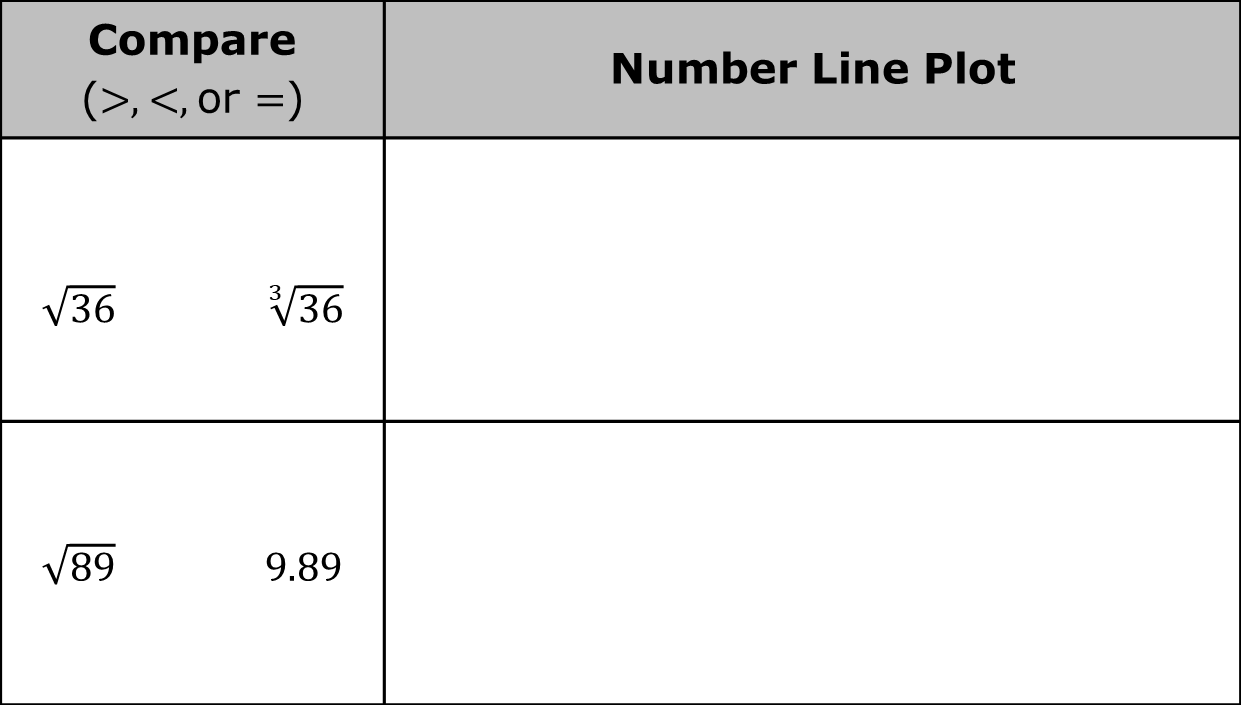 Compare
(>, <, or =)
Number Line Plot
√36 ∛36
√89 9.89